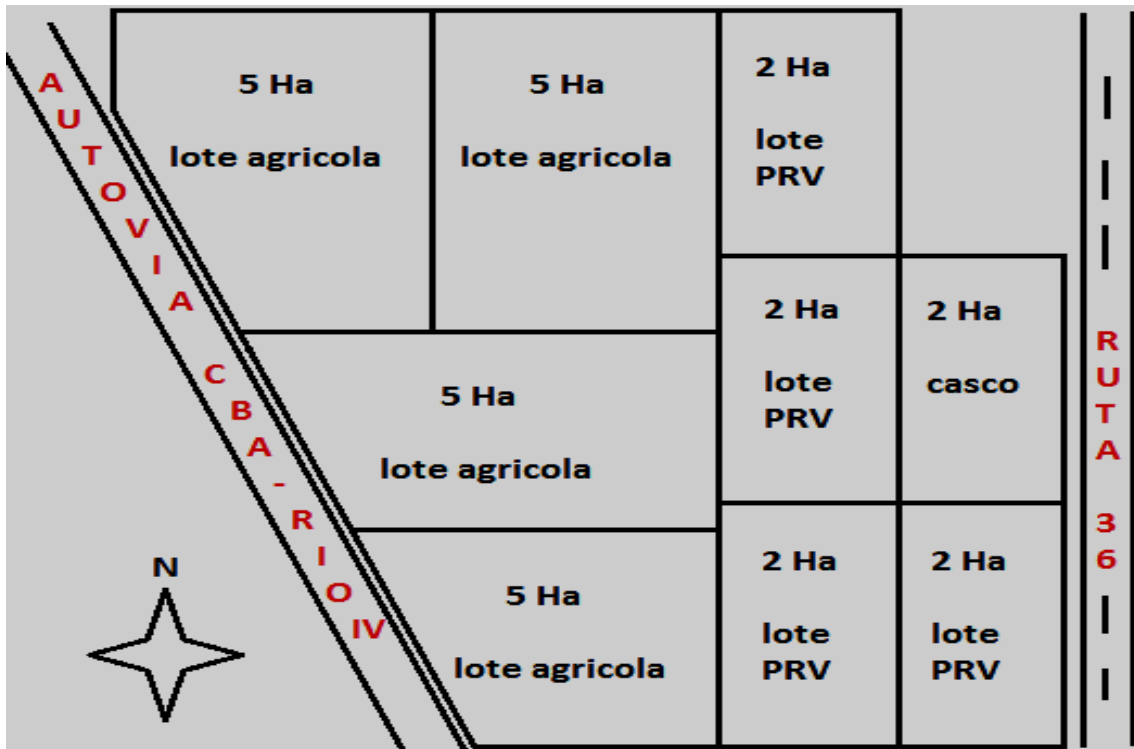 AUTOVIA CBA-RIO IV
5 Ha
lote agricola
5 Ha
lote agricola
2 Ha
lote
PRV
5 Ha
lote agricola
2 Ha
lote
PRV
2 Ha
casco
RUTA 36
N
5 Ha
lote agricola
2 Ha
lote
PRV
2 Ha
lote
PRV